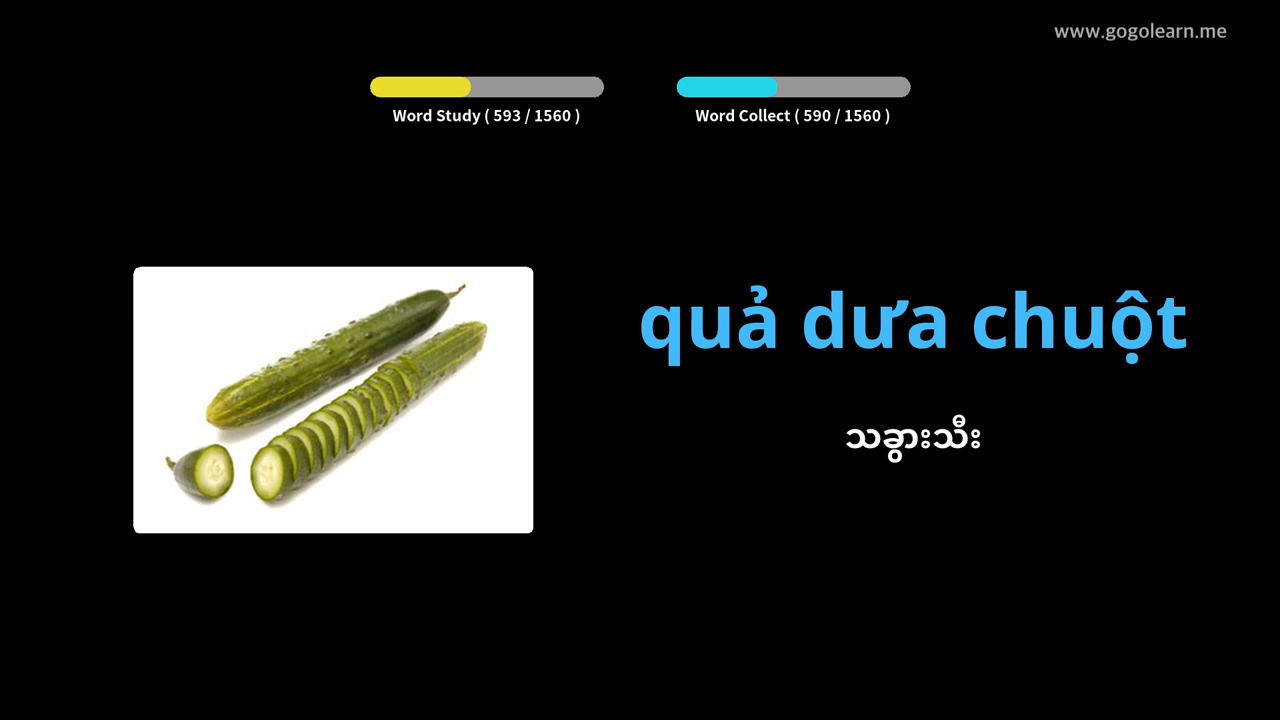 www.gogolearn.me
Word Study ( 593 / 1560 )
Word Collect ( 590 / 1560 )
quả dưa chuột
သခွားသီး